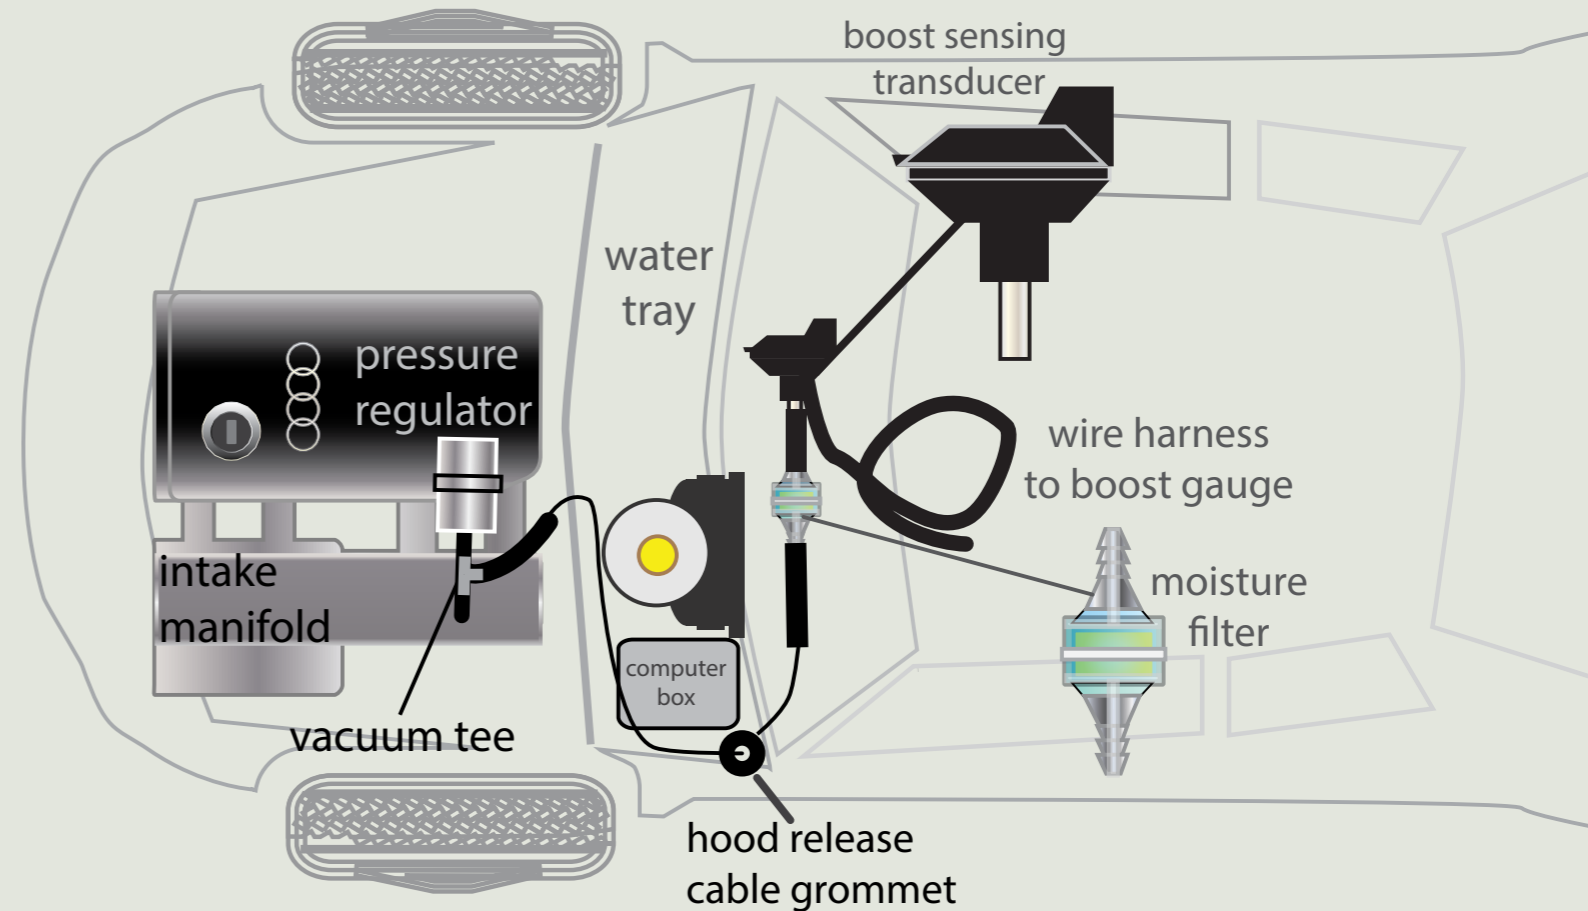 boost sensing
transducer
water
tray
pressure
regulator
wire harness
to boost gauge
intake
manifold
moisture
filter
computer
box
vacuum tee
hood release
cable grommet